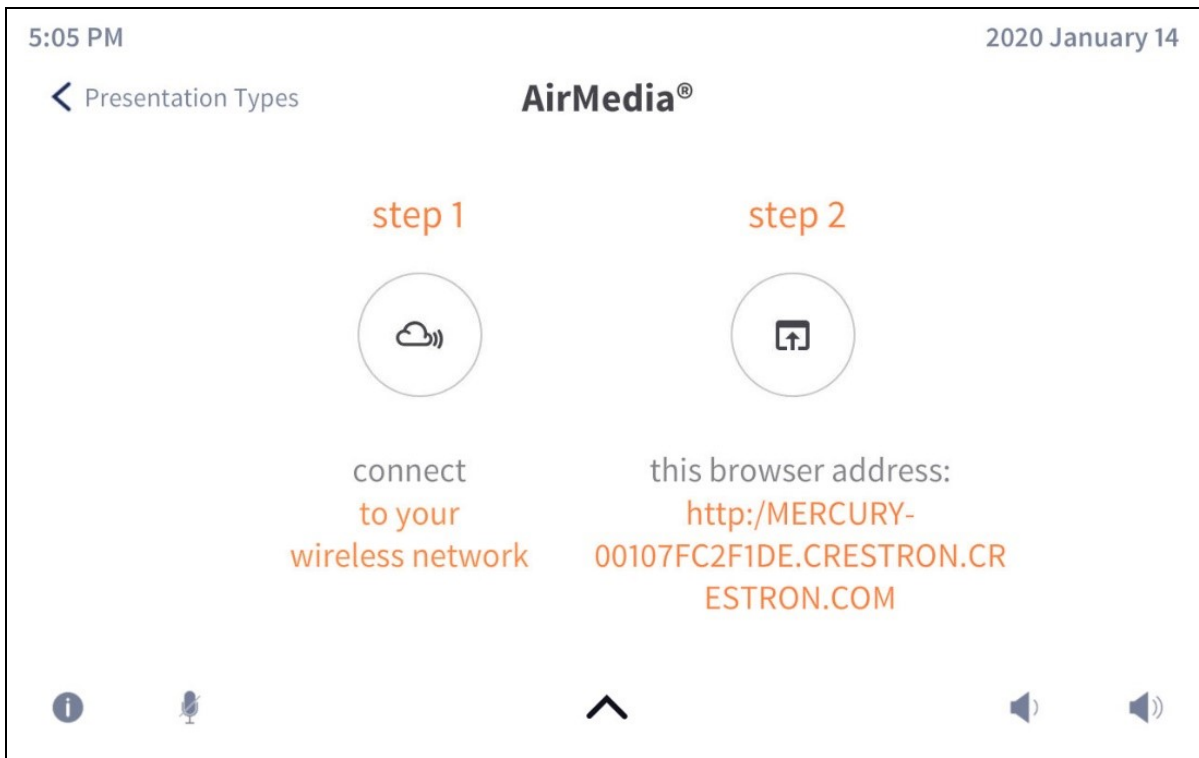 5:05 PM
2020 January 14
Presentation Types
AirMedia®
step 1
step 2
connect
to your
wireless network
this browser address:
http:/MERCURY-
00107FC2F1DE.CRESTRON.CR
ESTRON.COM